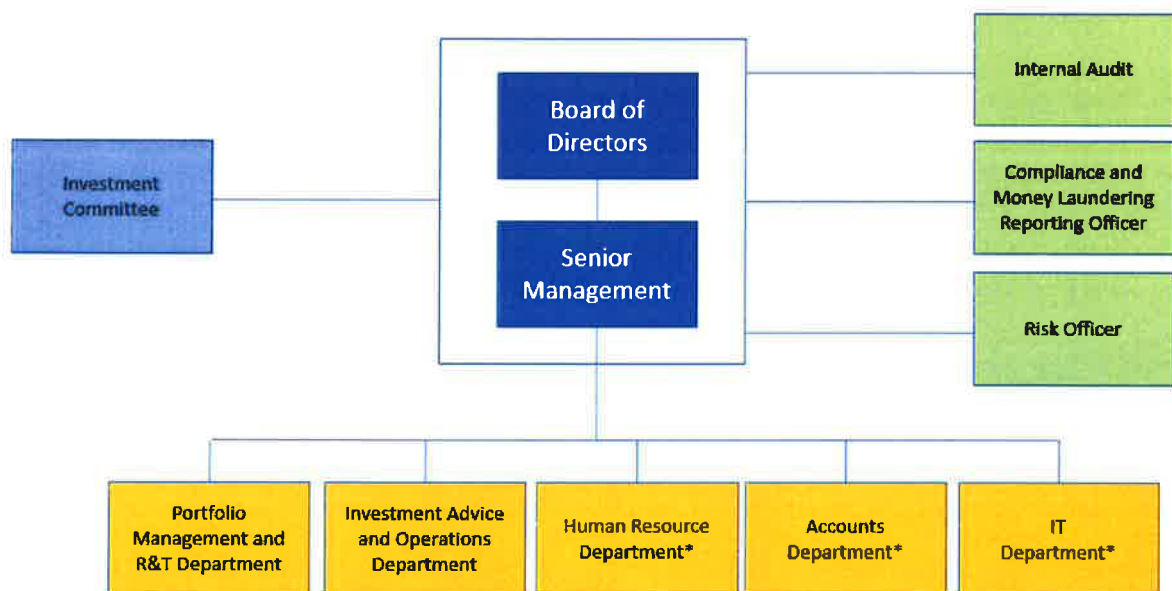 Board of
Directors
Senior
Management
Investment
Committee
Internal Audit
Compliance and
Money Laundering
Reporting Officer
Risk Officer
Portfolio
Management and
R&T Department
Investment Advice
and Operations
Department
Human Resource
Department*
Accounts
Department*
IT
Department*